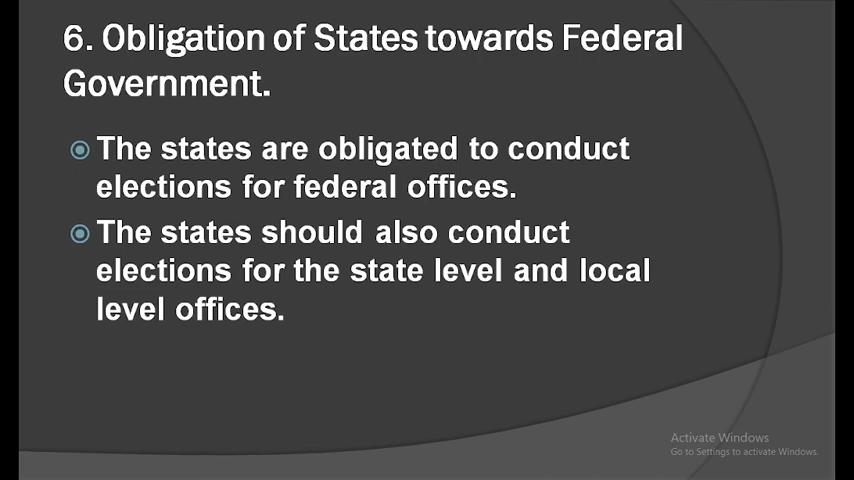 6. Obligation of States towards Federal
Government.
The states are obligated to conduct
elections for federal offices.
The states should also conduct
elections for the state level and local
level offices.
Activate Windows
Go to Settings to activate Windows.